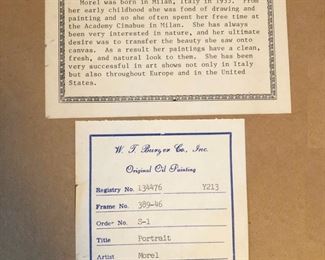 Morel was born in Milan, Italy in 1935. From
her early childhood she was fond of drawing and
painting and so she often spent her free time at
the Academy Cimabue in Milan. She has always
been very interested in nature, and her ultimate
desire was to transfer the beauty she saw onto
canvas. As a result her paintings have a clean,
fresh, and natural look to them. She has been
very successful in art shows not only in Italy
but also throughout Europe and in the United
States.
W. T. Burger Co., Inc.
Original Oil Painting
Registry No. 134476 Y213
Frame No. 389-46
Order No. S-1
Title Portrait
Artist Morel